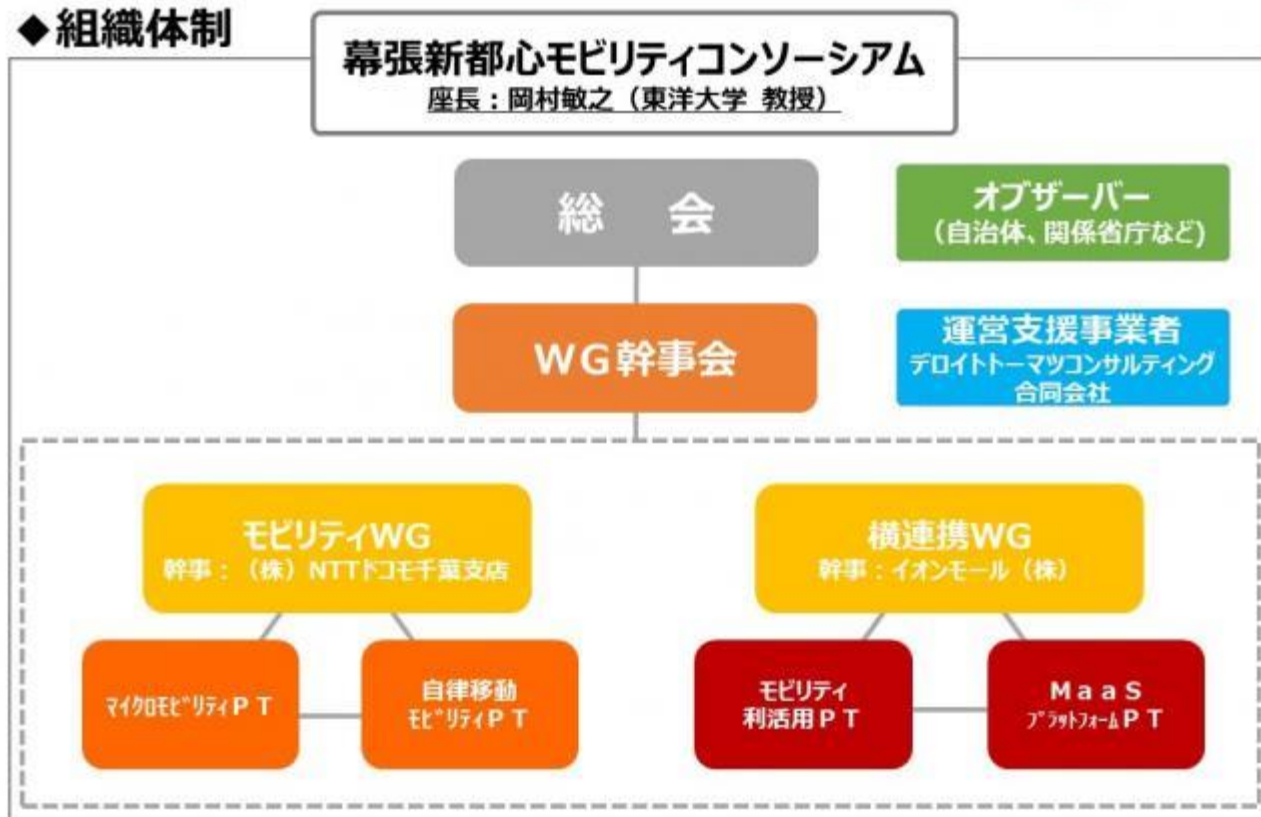 ◆組織体制
幕張新都心モビリティコンソーシアム
座長：岡村敏之（東洋大学 教授）
総　会
オブザーバー
（自治体、関係省庁など)
WG幹事会
運営支援事業者
デロイトトーマツコンサルティング
合同会社
モビリティWG
幹事：（株）NTTドコモ千葉支店
横連携WG
幹事：イオンモール（株）
ﾏｲｸﾛﾓﾋﾞﾘﾃｨＰＴ
自律移動
ﾓﾋﾞﾘﾃｨＰＴ
モビリティ
利活用ＰＴ
ＭａａＳ
ﾌﾟﾗｯﾄﾌｫｰﾑＰＴ